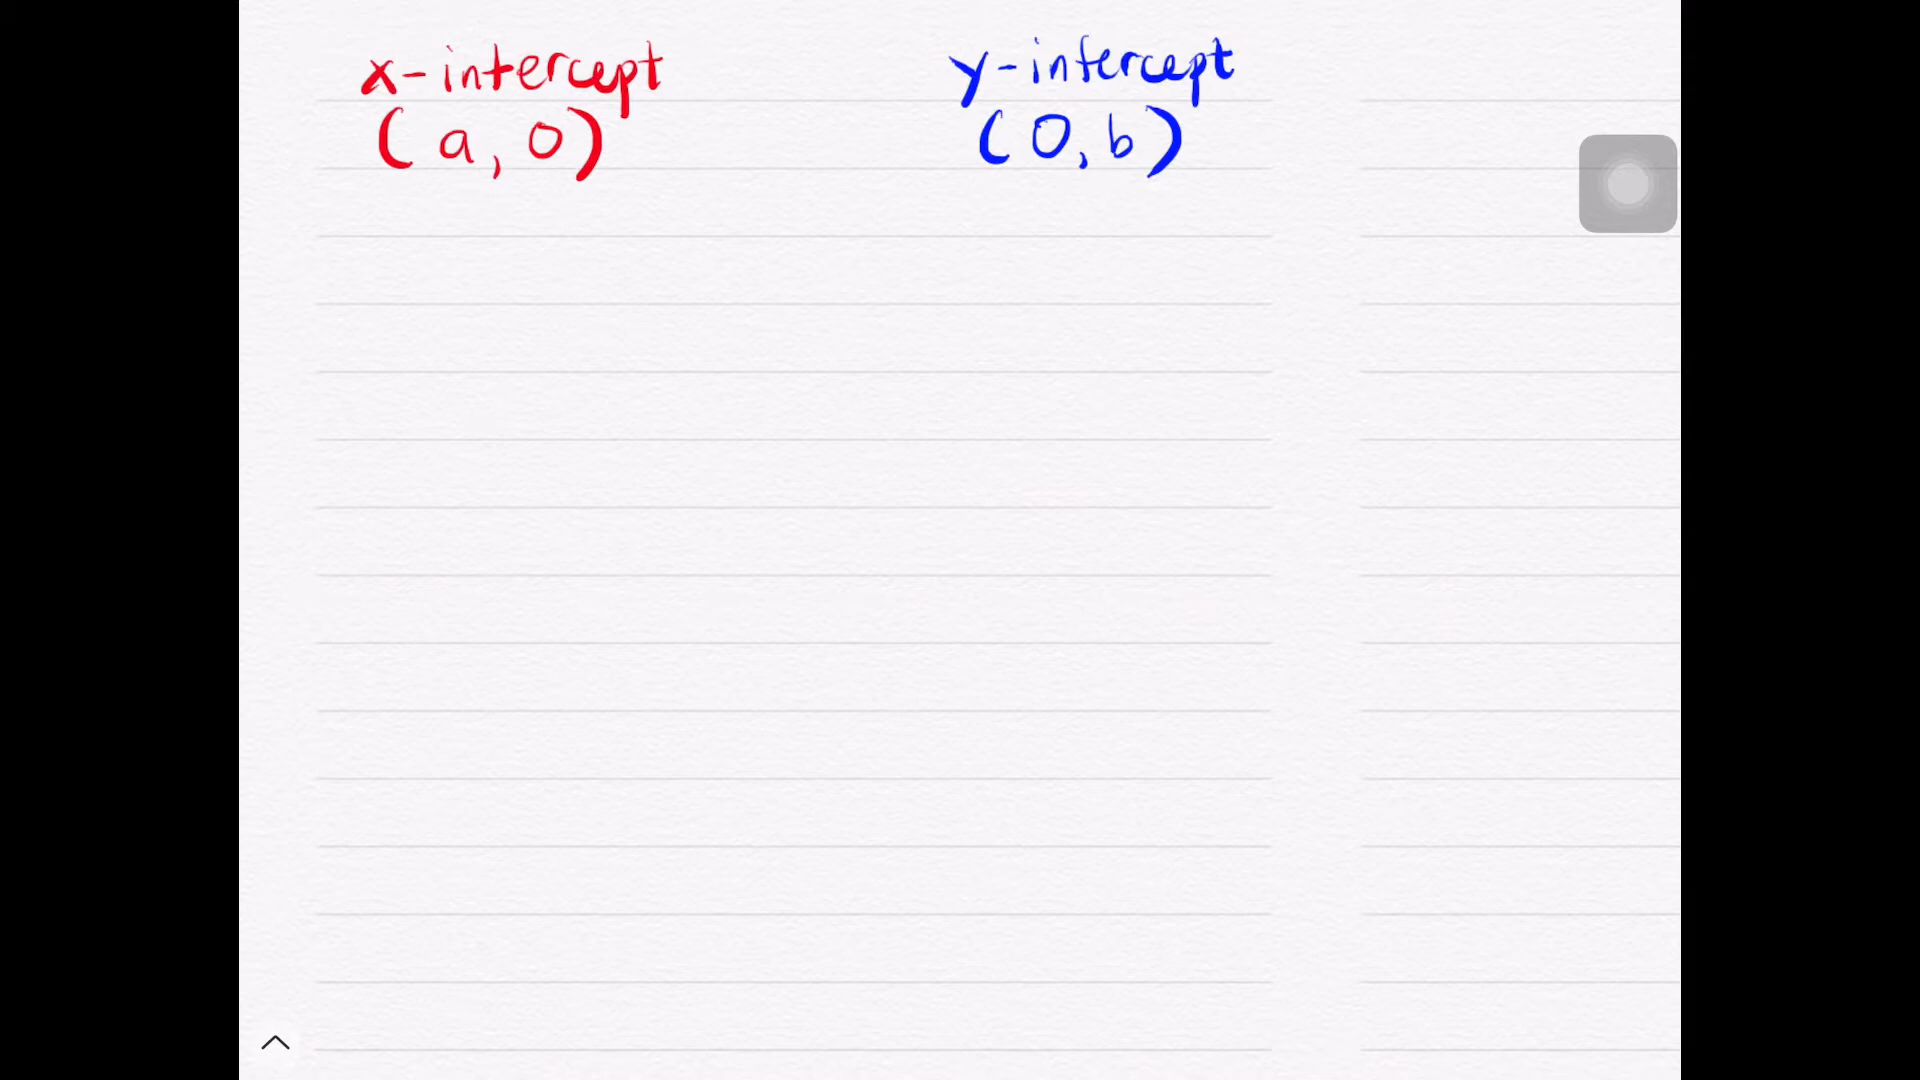 x-intercept y-intercept
(a, 0) (0, b)